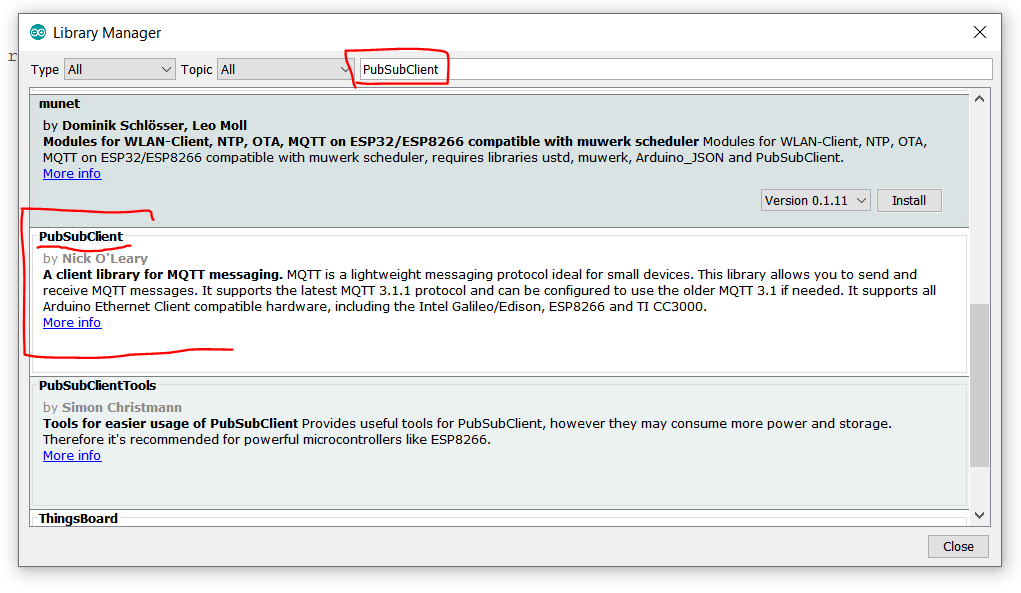 Library Manager
r
Type All Topic All PubSubClient
munet
by Dominik Schlösser, Leo Moll
Modules for WLAN-Client, NTP, OTA, MQTT on ESP32/ESP8266 compatible with muwerk scheduler Modules for WLAN-Client, NTP, OTA,
MQTT on ESP32/ESP8266 compatible with muwerk scheduler, requires libraries ustd, muwerk, Arduino_JSON and PubSubClient.
More info
Version 0.1.11 Install
PubSubClient
by Nick O'Leary
A client library for MQTT messaging. MQTT is a lightweight messaging protocol ideal for small devices. This library allows you to send and
receive MQTT messages. It supports the latest MQTT 3.1.1 protocol and can be configured to use the older MQTT 3.1 if needed. It supports all
Arduino Ethernet Client compatible hardware, including the Intel Galileo/Edison, ESP8266 and TI CC3000.
More info
PubSubClientTools
by Simon Christmann
Tools for easier usage of PubSubClient Provides useful tools for PubSubClient, however they may consume more power and storage.
Therefore it's recommended for powerful microcontrollers like ESP8266.
More info
ThingsBoard
Close